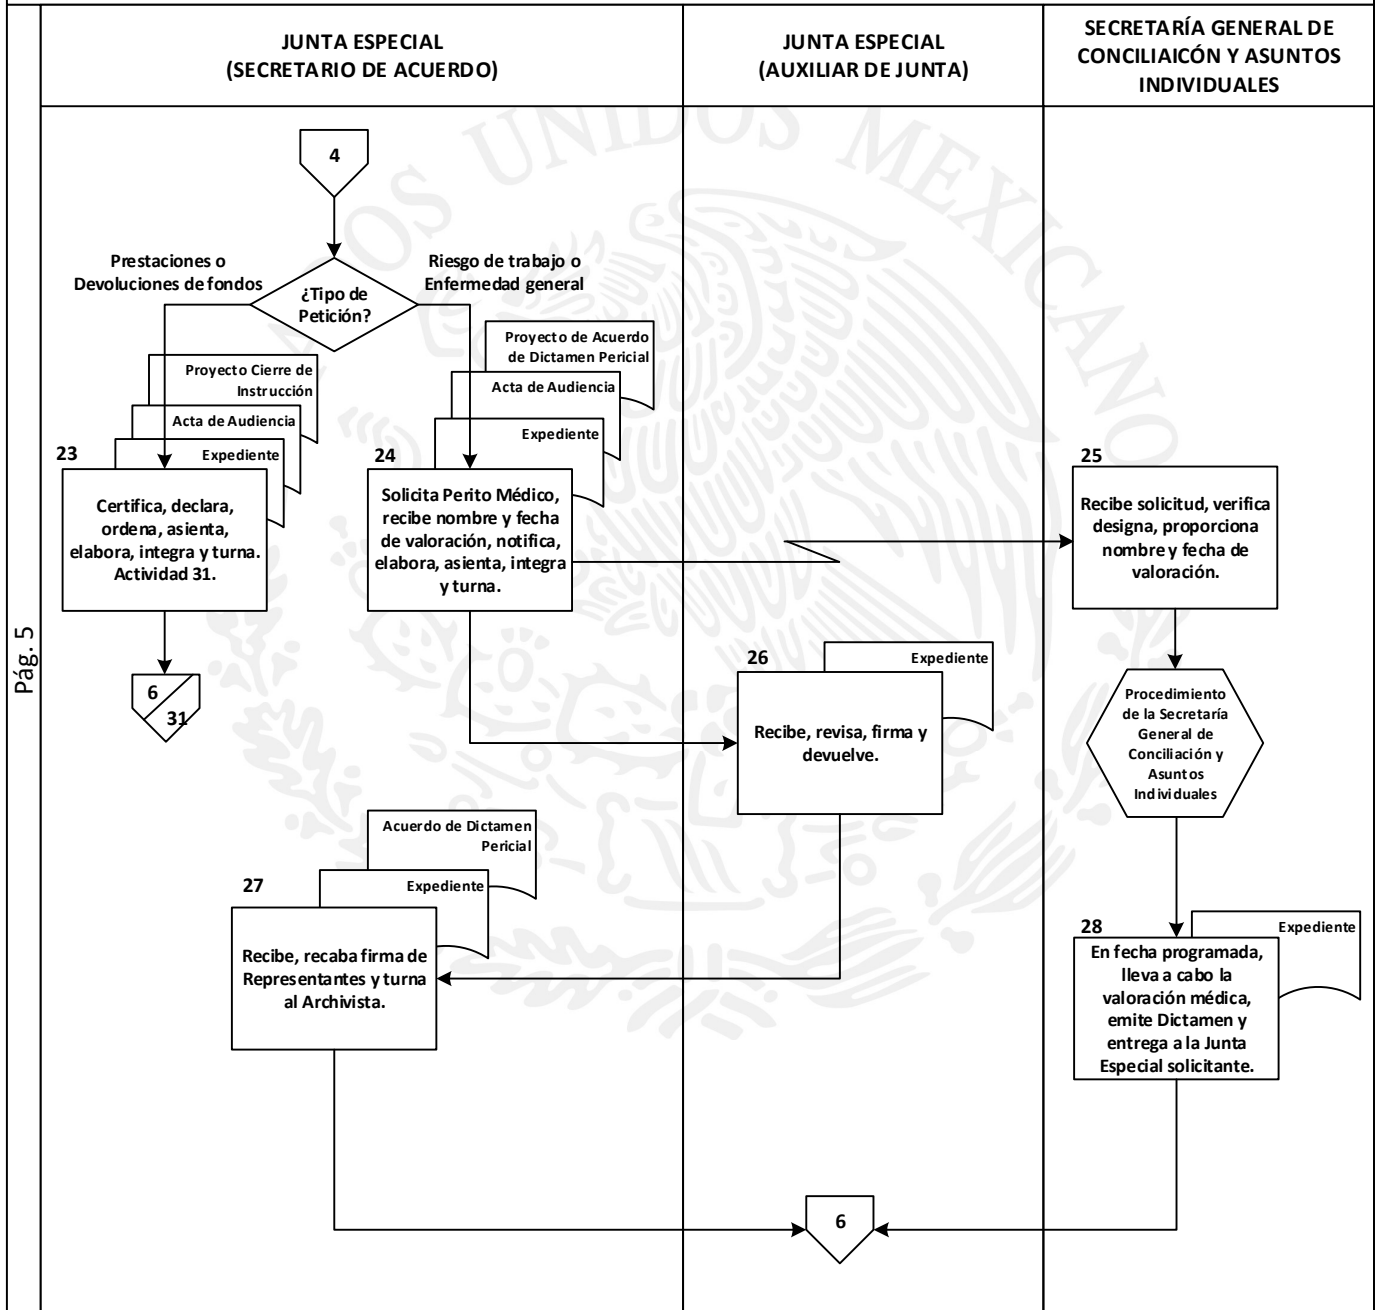 JUNTA ESPECIAL
(SECRETARIO DE ACUERDO)
JUNTA ESPECIAL
(AUXILIAR DE JUNTA)
SECRETARÍA GENERAL DE
CONCILIAICÓN Y ASUNTOS
INDIVIDUALES
Pág. 5
ESTADOS UNIDOS MEXICANOS
4
Prestaciones o
Devoluciones de fondos
¿Tipo de
Petición?
Riesgo de trabajo o
Enfermedad general
Proyecto Cierre de
Instrucción
Acta de Audiencia
Expediente
23
Certifica, declara,
ordena, asienta,
elabora, integra y turna.
Actividad 31.
6
31
Proyecto de Acuerdo
de Dictamen Pericial
Acta de Audiencia
Expediente
24
Solicita Perito Médico,
recibe nombre y fecha
de valoración, notifica,
elabora, asienta, integra
y turna.
25
Recibe solicitud, verifica
designa, proporciona
nombre y fecha de
valoración.
Procedimiento
de la Secretaría
General de
Conciliación y
Asuntos
Individuales
26
Expediente
Recibe, revisa, firma y
devuelve.
Acuerdo de Dictamen
Pericial
Expediente
27
Recibe, recaba firma de
Representantes y turna
al Archivista.
28
Expediente
En fecha programada,
lleva a cabo la
valoración médica,
emite Dictamen y
entrega a la Junta
Especial solicitante.
6